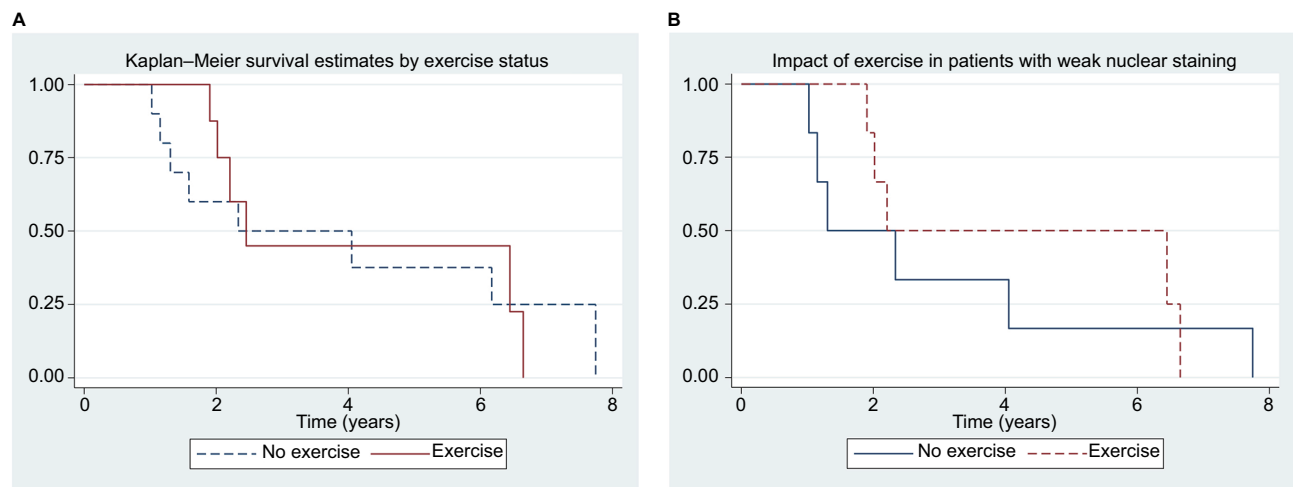 A
Kaplan–Meier survival estimates by exercise status
1.00
0.75
0.50
0.25
0.00
0 2 4 6 8
Time (years)
No exercise Exercise
B
Impact of exercise in patients with weak nuclear staining
1.00
0.75
0.50
0.25
0.00
0 2 4 6 8
Time (years)
No exercise Exercise